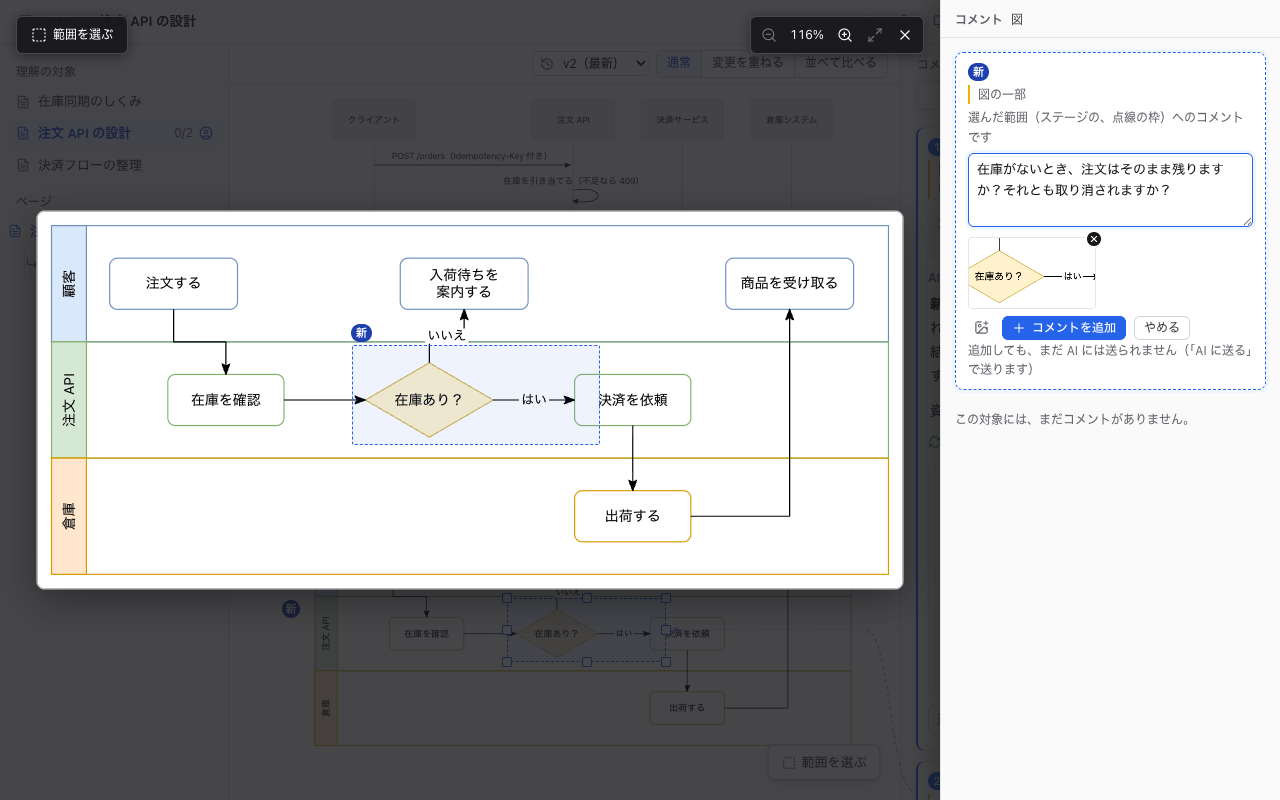 注文 API の設計
範囲を選ぶ
116%
コメント 図
理解の対象
在庫同期のしくみ
注文 API の設計
0/2
決済フローの整理
ページ
v2（最新）
通常
変更を重ねる
並べて比べる
クライアント
注文 API
決済サービス
倉庫システム
POST /orders（Idempotency-Key 付き）
在庫を引き当てる（不足なら 409）
顧客
注文する
入荷待ちを
案内する
商品を受け取る
新
いいえ
注文 API
在庫を確認
在庫あり？
はい
決済を依頼
倉庫
出荷する
新
注文 API
在庫を確認
在庫あり？
はい
決済を依頼
倉庫
出荷する
範囲を選ぶ
新
図の一部
選んだ範囲（ステージの、点線の枠）へのコメント
です
在庫がないとき、注文はそのまま残ります
か？それとも取り消されますか？
在庫あり？
はい
コメントを追加
やめる
追加しても、まだ AI には送られません（「AI に送る」
で送ります）
この対象には、まだコメントがありません。